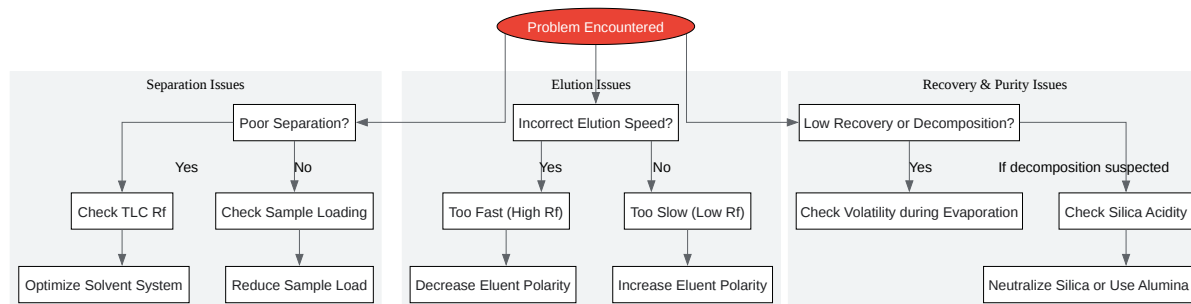 Problem Encountered
Separation Issues
Elution Issues
Recovery & Purity Issues
Poor Separation?
Incorrect Elution Speed?
Low Recovery or Decomposition?
Yes
No
Yes
No
Yes
If decomposition suspected
Check TLC Rf
Check Sample Loading
Too Fast (High Rf)
Too Slow (Low Rf)
Check Volatility during Evaporation
Check Silica Acidity
Optimize Solvent System
Reduce Sample Load
Decrease Eluent Polarity
Increase Eluent Polarity
Neutralize Silica or Use Alumina